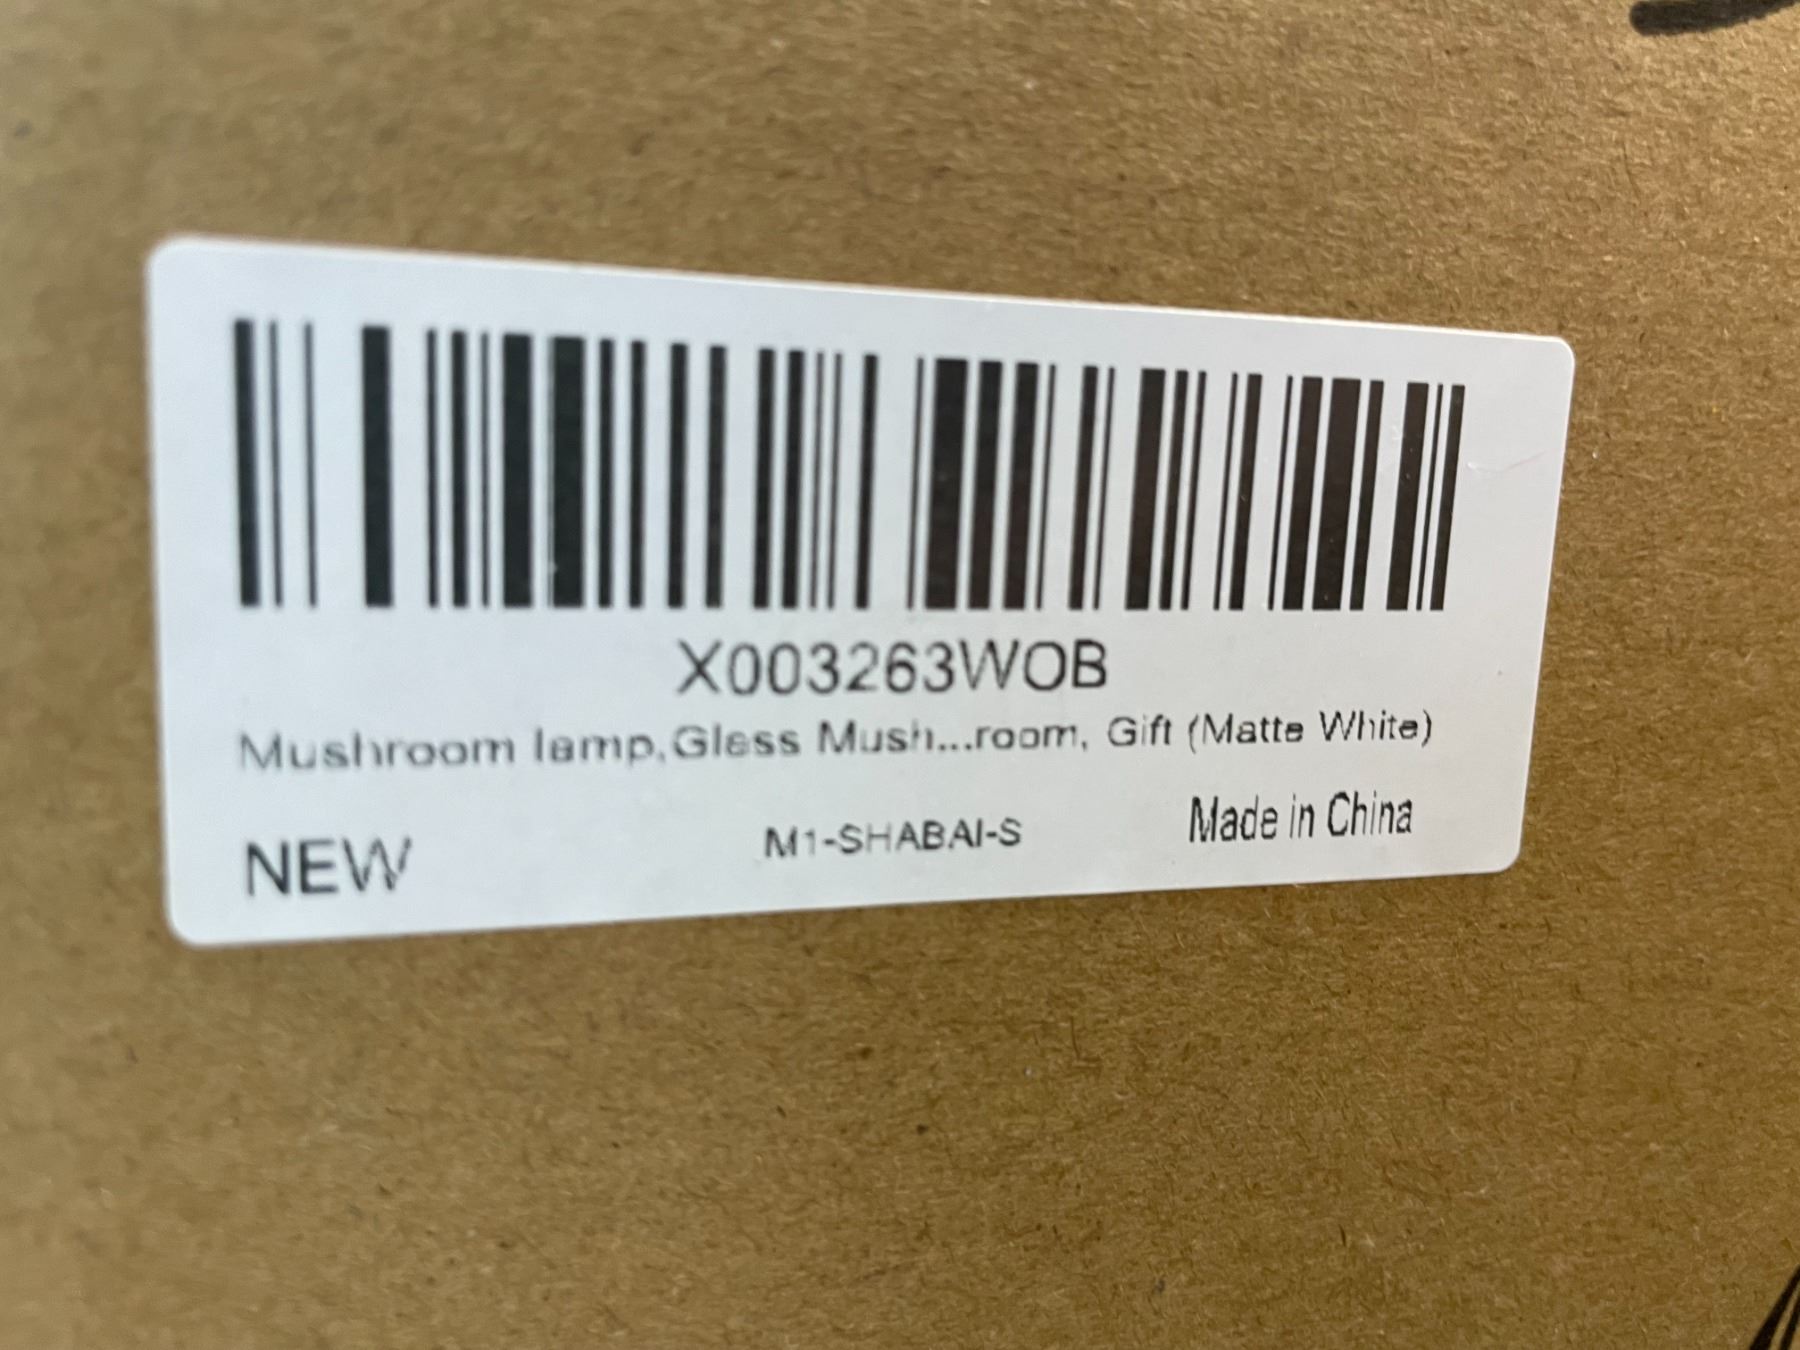 X003263WOB
Mushroom lamp,Glass Mush...room, Gift (Matte White)
NEW M1-SHABAI-S Made in China